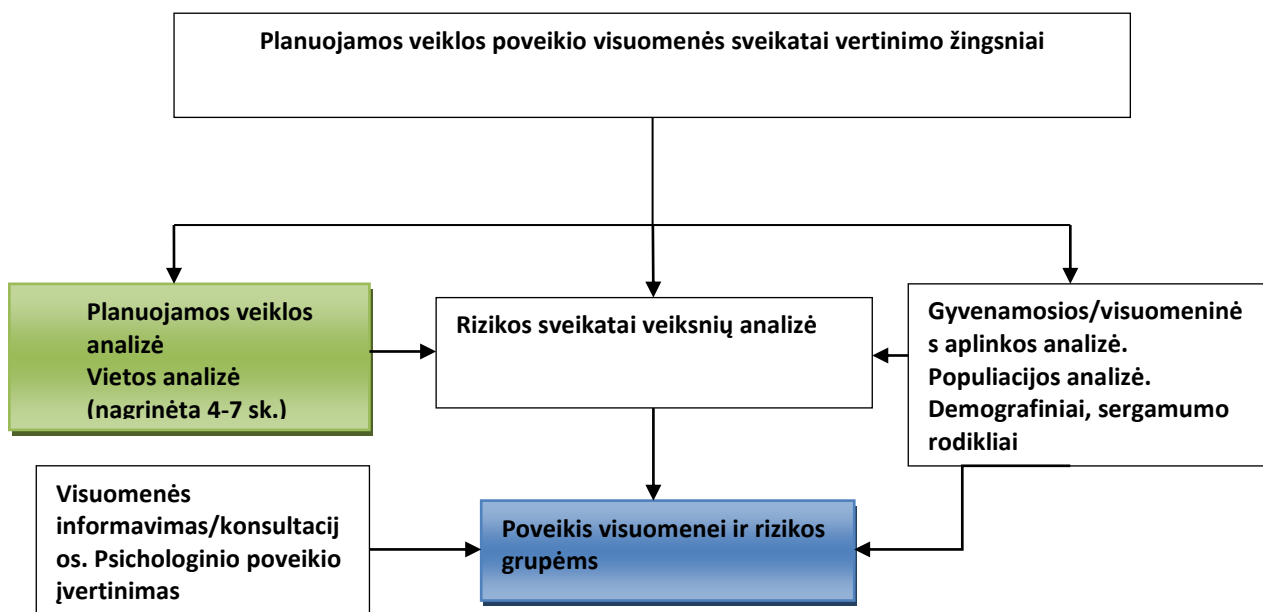 Planuojamos veiklos poveikio visuomenės sveikatai vertinimo žingsniai
Planuojamos veiklos
analizė
Vietos analizė
(nagrinėta 4-7 sk.)
Rizikos sveikatai veiksnių analizė
Gyvenamosios/visuomeninė
s aplinkos analizė.
Populiacijos analizė.
Demografiniai, sergamumo
rodikliai
Visuomenės
informavimas/konsultacij
os. Psichologinio poveikio
įvertinimas
Poveikis visuomenei ir rizikos
grupėms